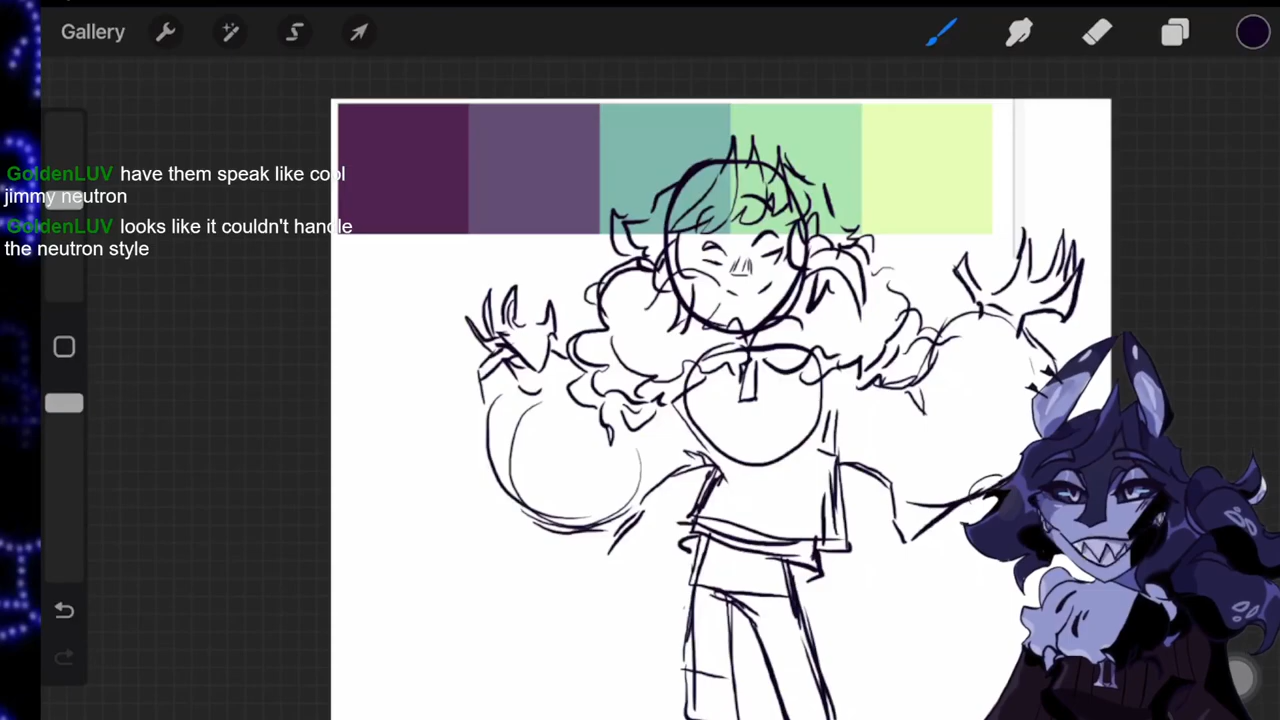 Gallery
GoldenLUV have them speak like cool
jimmy neutron
GoldenLUV looks like it couldn't handle
the neutron style